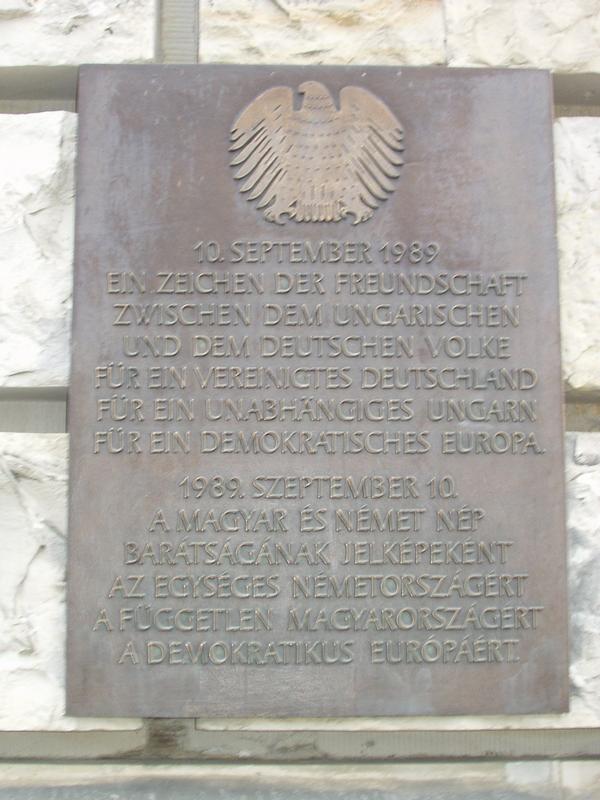 10. SEPTEMBER 1989
EIN ZEICHEN DER FREUNDSCHAFT
ZWISCHEN DEM UNGARISCHEN
UND DEM DEUTSCHEN VOLKE
FÜR EIN VEREINIGTES DEUTSCHLAND
FÜR EIN UNABHÄNGIGES UNGARN
FÜR EIN DEMOKRATISCHES EUROPA.
1989. SZEPTEMBER 10.
A MAGYAR ÉS NÉMET NÉP
BARÁTSÁGÁNAK JELKÉPEKÉNT
AZ EGYSÉGES NÉMETORSZÁGÉRT
A FÜGGETLEN MAGYARORSZÁGÉRT
A DEMOKRATIKUS EURÓPÁÉRT.